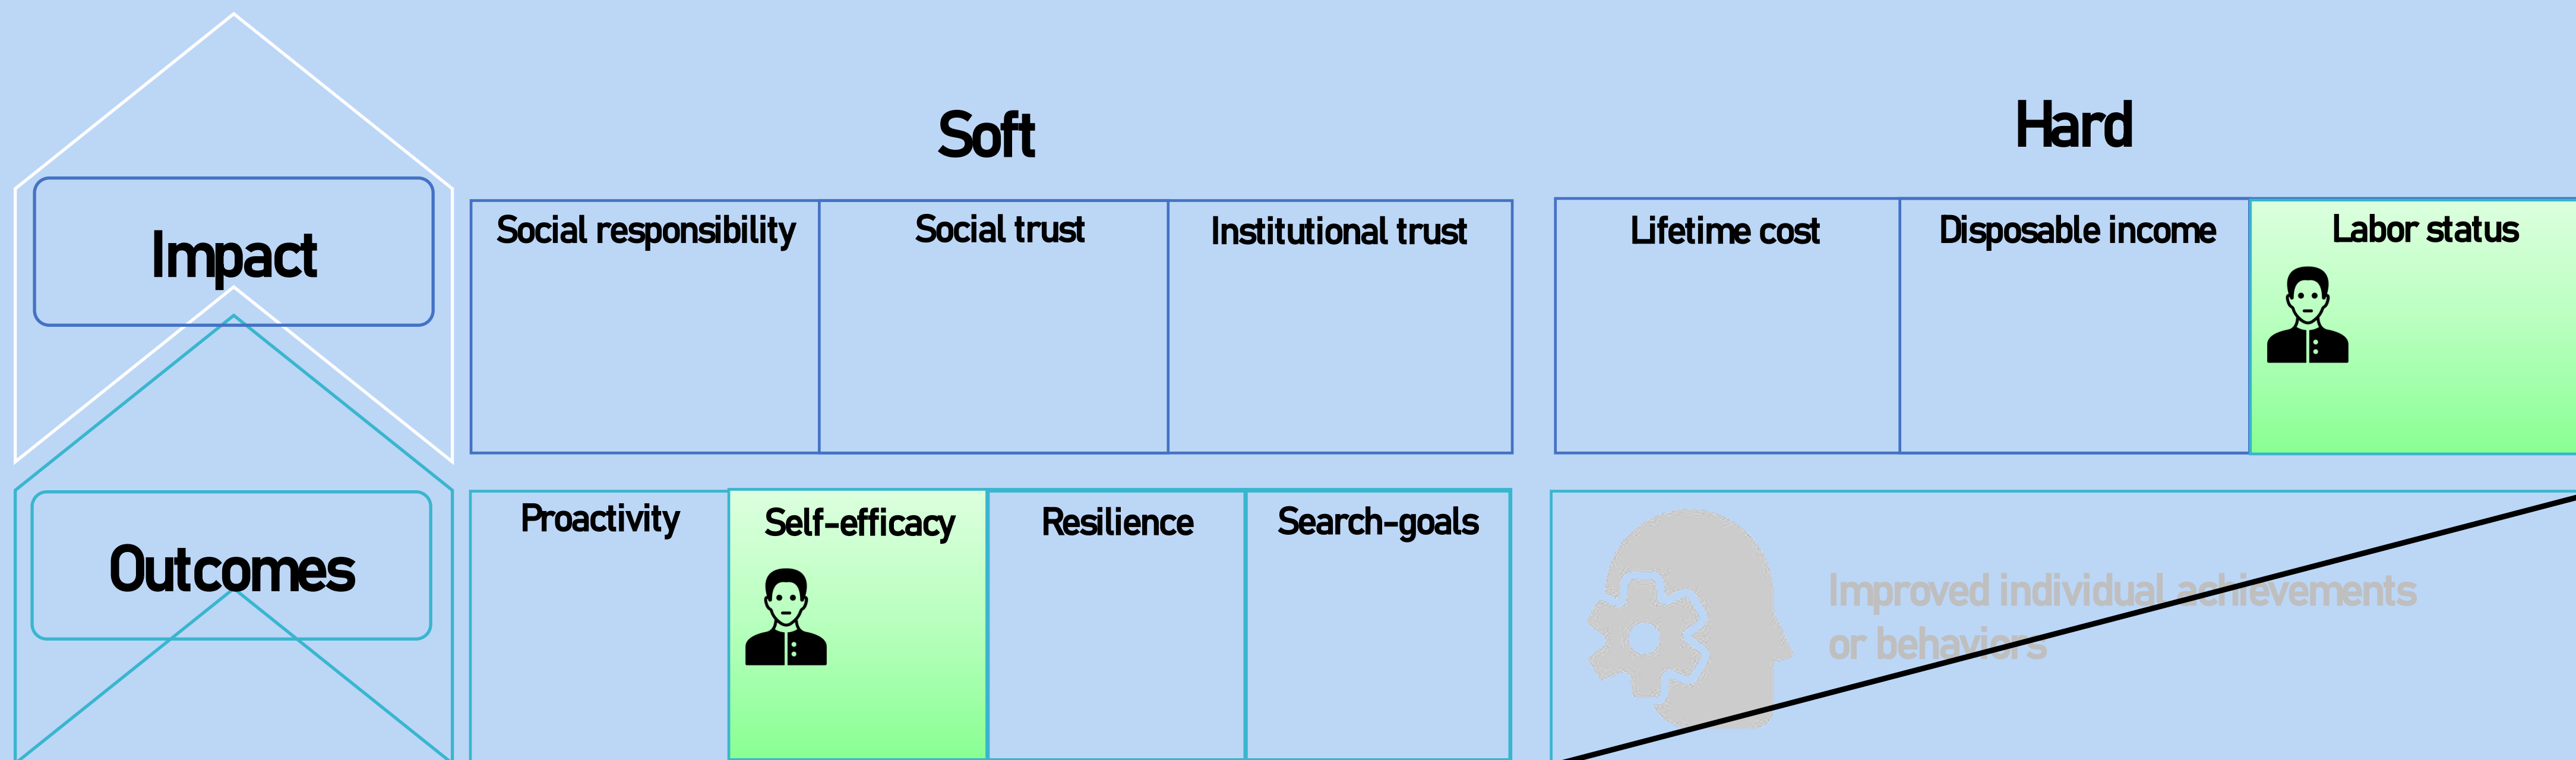 Soft
Hard
Impact
Social responsibility
Social trust
Institutional trust
Lifetime cost
Disposable income
Labor status
Outcomes
Proactivity
Self-efficacy
Resilience
Search-goals
Improved individual achievements
or behaviors